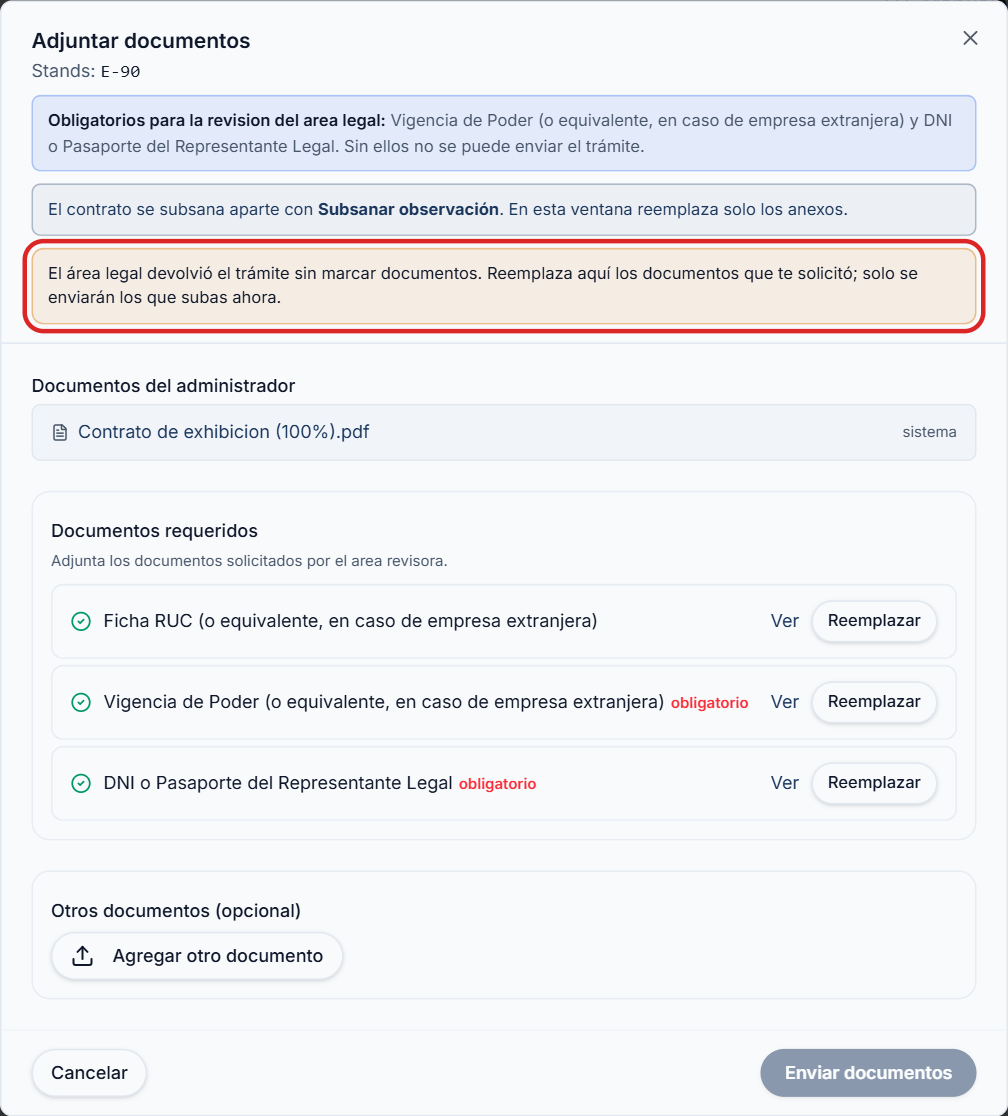 Adjuntar documentos
Stands: E-90
Obligatorios para la revision del area legal: Vigencia de Poder (o equivalente, en caso de empresa extranjera) y DNI
o Pasaporte del Representante Legal. Sin ellos no se puede enviar el trámite.
El contrato se subsana aparte con Subsanar observación. En esta ventana reemplaza solo los anexos.
El área legal devolvió el trámite sin marcar documentos. Reemplaza aquí los documentos que te solicitó; solo se
enviarán los que subas ahora.
Documentos del administrador
Contrato de exhibicion (100%).pdf sistema
Documentos requeridos
Adjunta los documentos solicitados por el area revisora.
Ficha RUC (o equivalente, en caso de empresa extranjera) Ver Reemplazar
Vigencia de Poder (o equivalente, en caso de empresa extranjera) obligatorio Ver Reemplazar
DNI o Pasaporte del Representante Legal obligatorio Ver Reemplazar
Otros documentos (opcional)
Agregar otro documento
Cancelar Enviar documentos